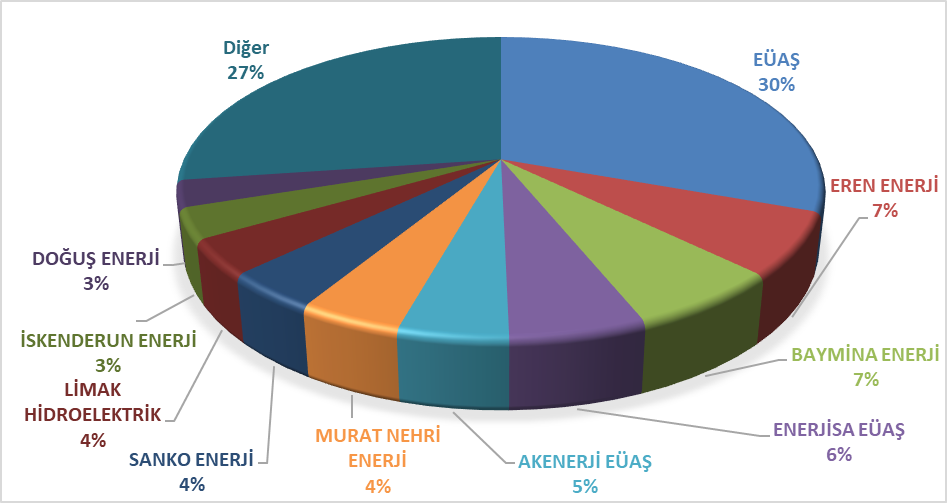 Diğer
27%
EÜAŞ
30%
EREN ENERJİ
7%
BAYMİNA ENERJİ
7%
ENERJİSA EÜAŞ
6%
AKENERJİ EÜAŞ
5%
MURAT NEHRİ
ENERJİ
4%
SANKO ENERJİ
4%
LİMAK
HİDROELEKTRİK
4%
İSKENDERUN ENERJİ
3%
DOĞUŞ ENERJİ
3%